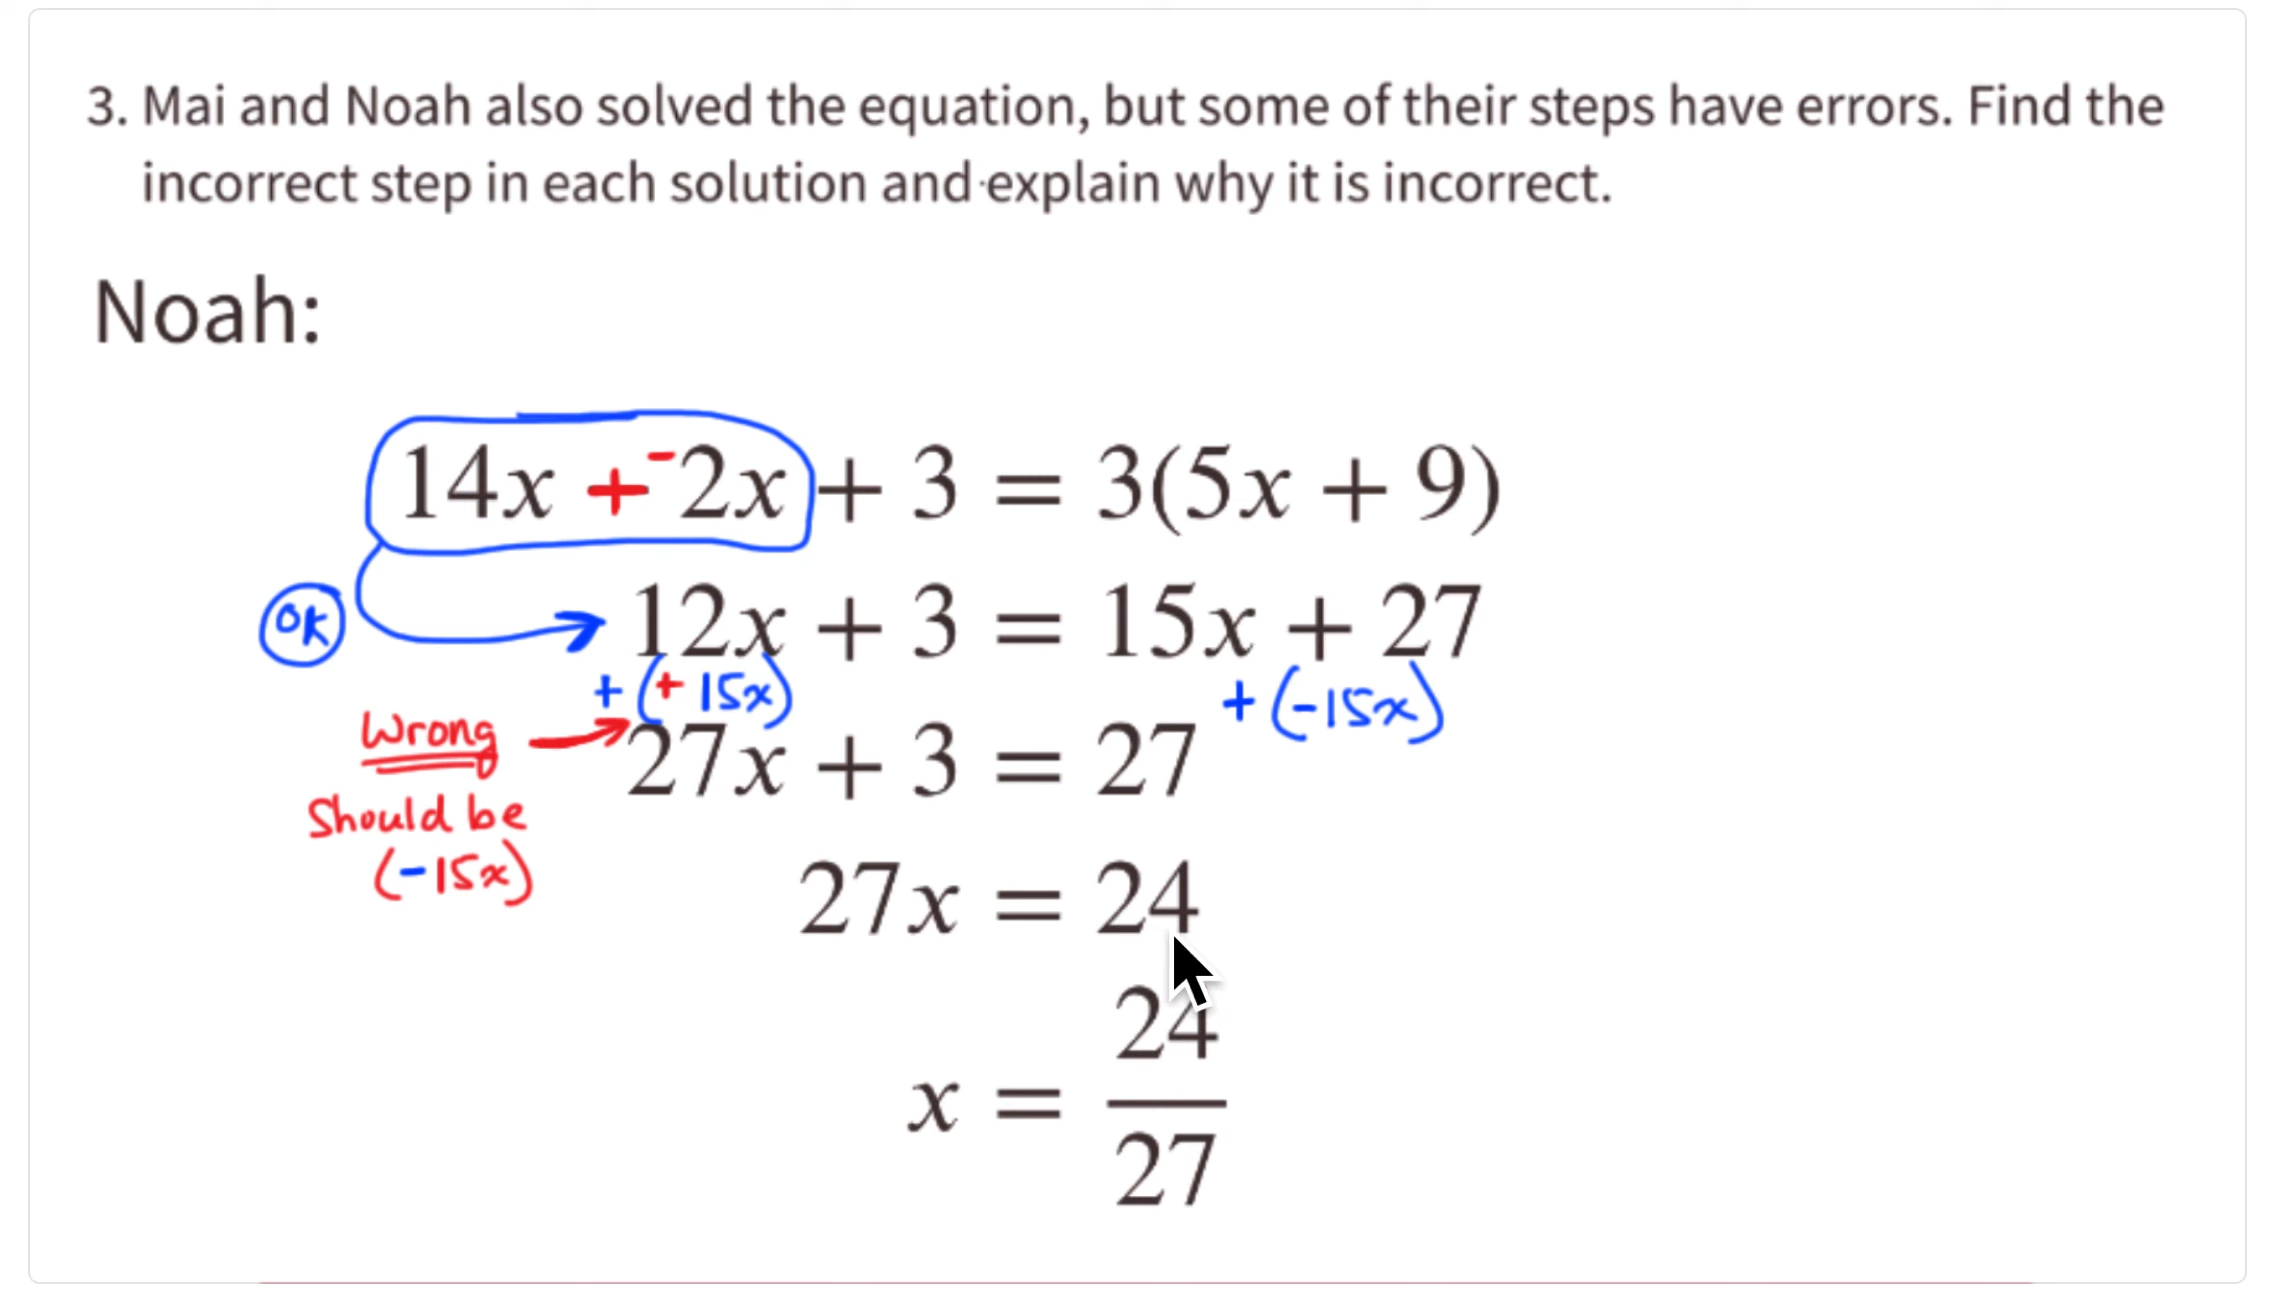 3. Mai and Noah also solved the equation, but some of their steps have errors. Find the
incorrect step in each solution and explain why it is incorrect.
Noah:
14x + -2x + 3 = 3(5x + 9)
OK
12x + 3 = 15x + 27
+ (+ 15x) + (-15x)
Wrong
27x + 3 = 27
Should be
(-15x)
27x = 24
x = 24/27